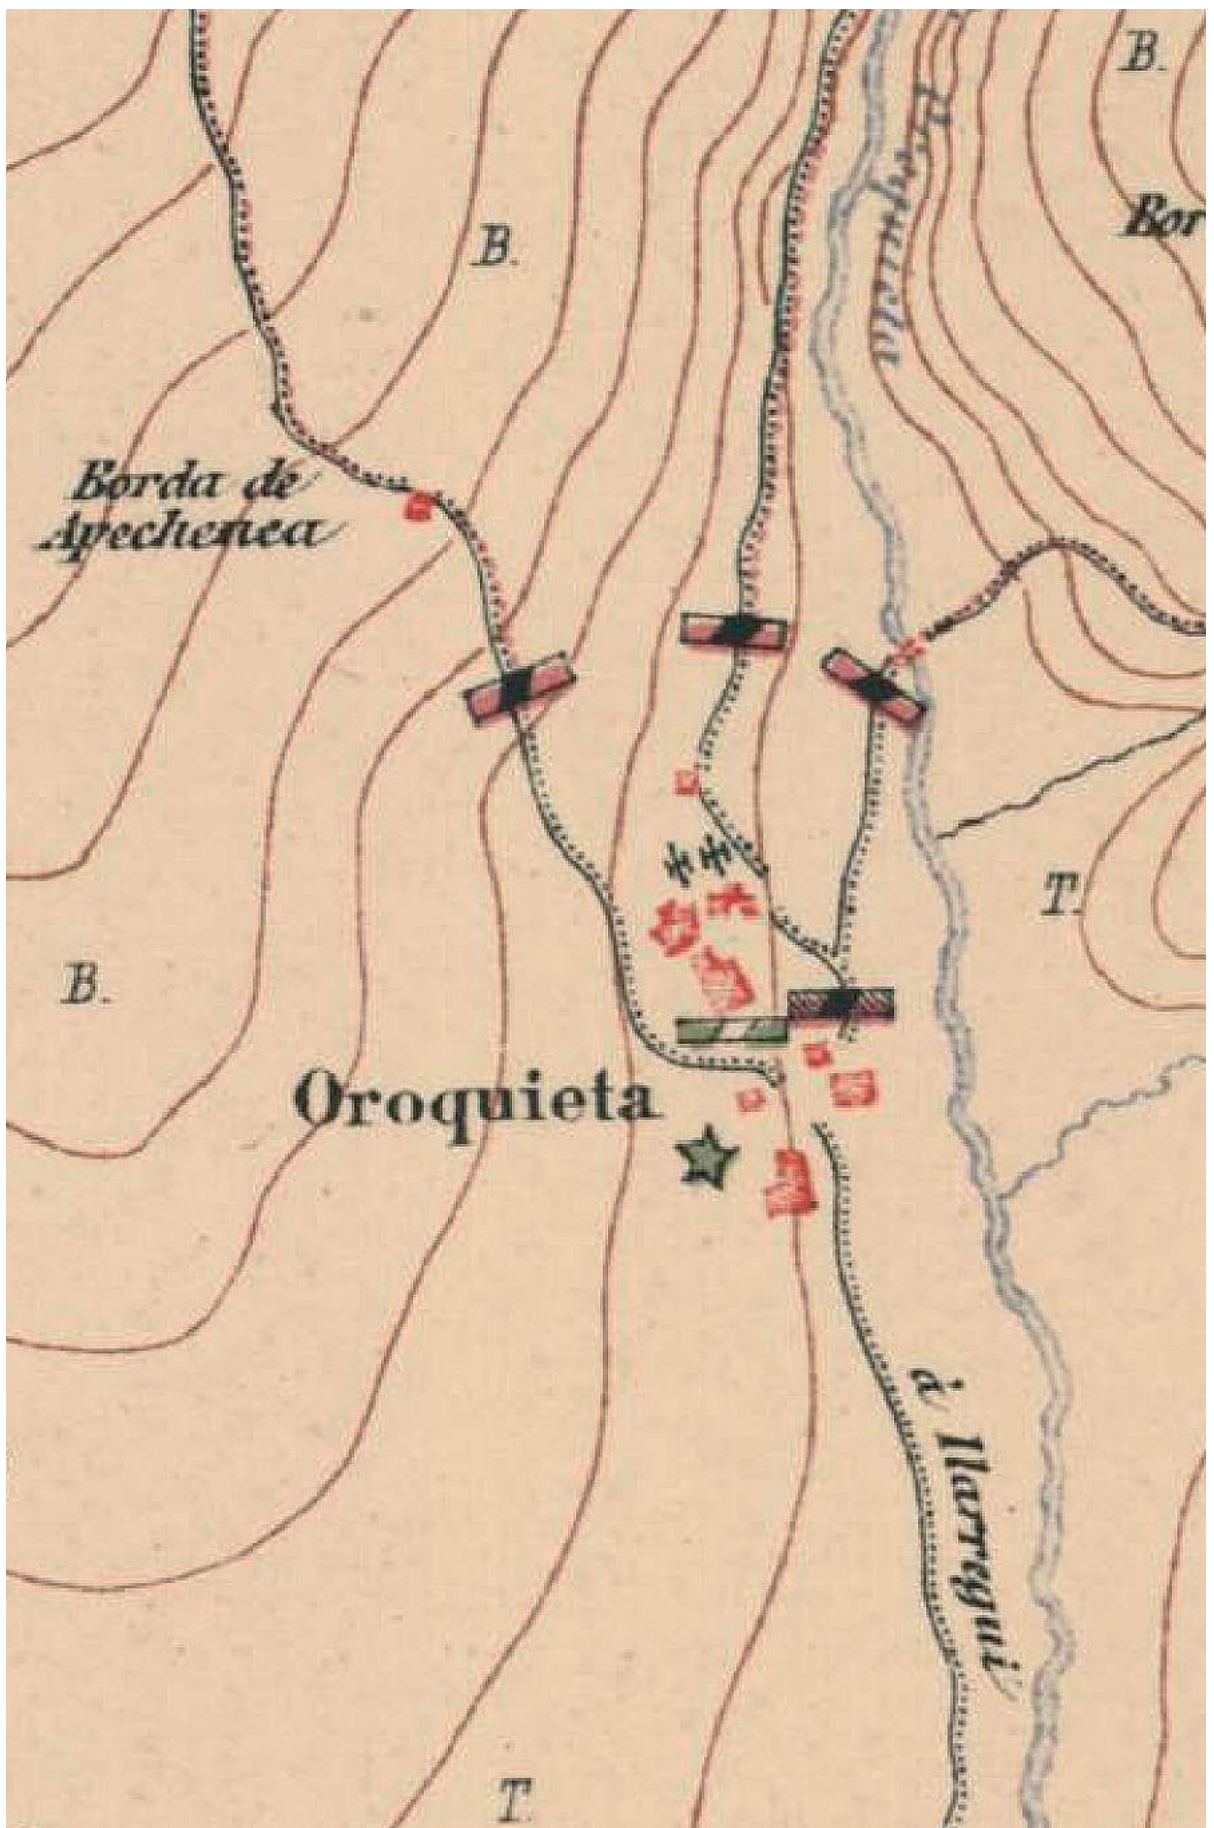 B.
Bor
B.
Borda de
Apechenea
T.
B.
Oroquieta
á Ilarregui
T.